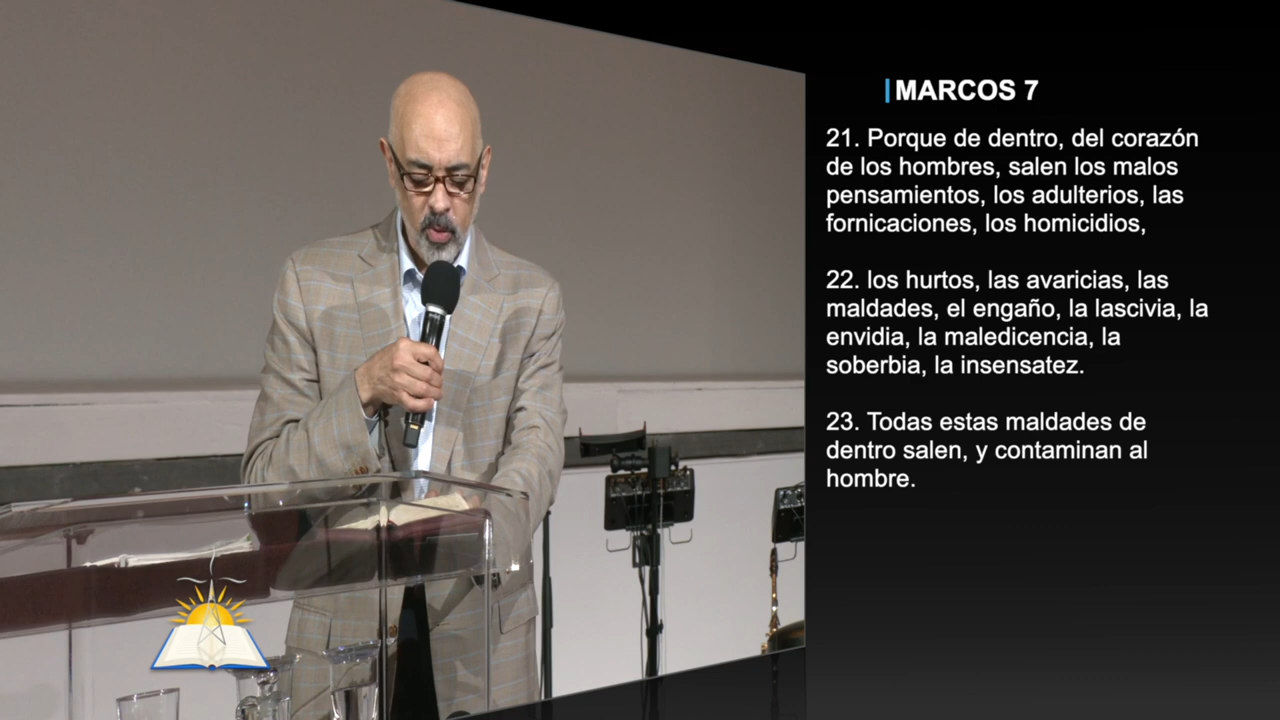 MARCOS 7
21. Porque de dentro, del corazón
de los hombres, salen los malos
pensamientos, los adulterios, las
fornicaciones, los homicidios,
22. los hurtos, las avaricias, las
maldades, el engaño, la lascivia, la
envidia, la maledicencia, la
soberbia, la insensatez.
23. Todas estas maldades de
dentro salen, y contaminan al
hombre.